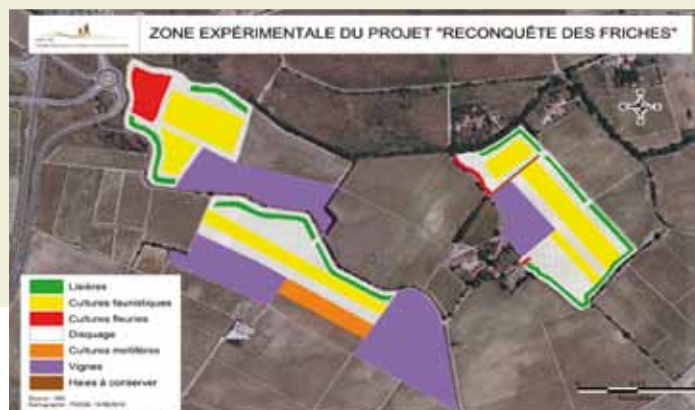 ZONE EXPÉRIMENTALE DU PROJET "RECONQUÊTE DES FRICHES"
Lisières
Cultures faunistiques
Cultures fleuries
Disquage
Cultures mellifères
Vignes
Haies à conserver